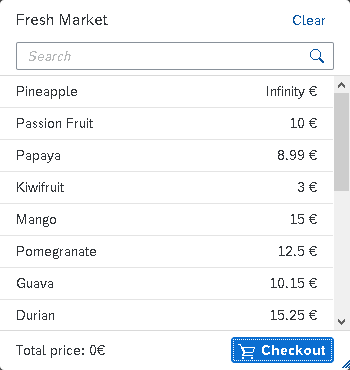 Fresh Market Clear
Search
Pineapple Infinity €
Passion Fruit 10 €
Papaya 8.99 €
Kiwifruit 3 €
Mango 15 €
Pomegranate 12.5 €
Guava 10.15 €
Durian 15.25 €
Total price: 0€ Checkout